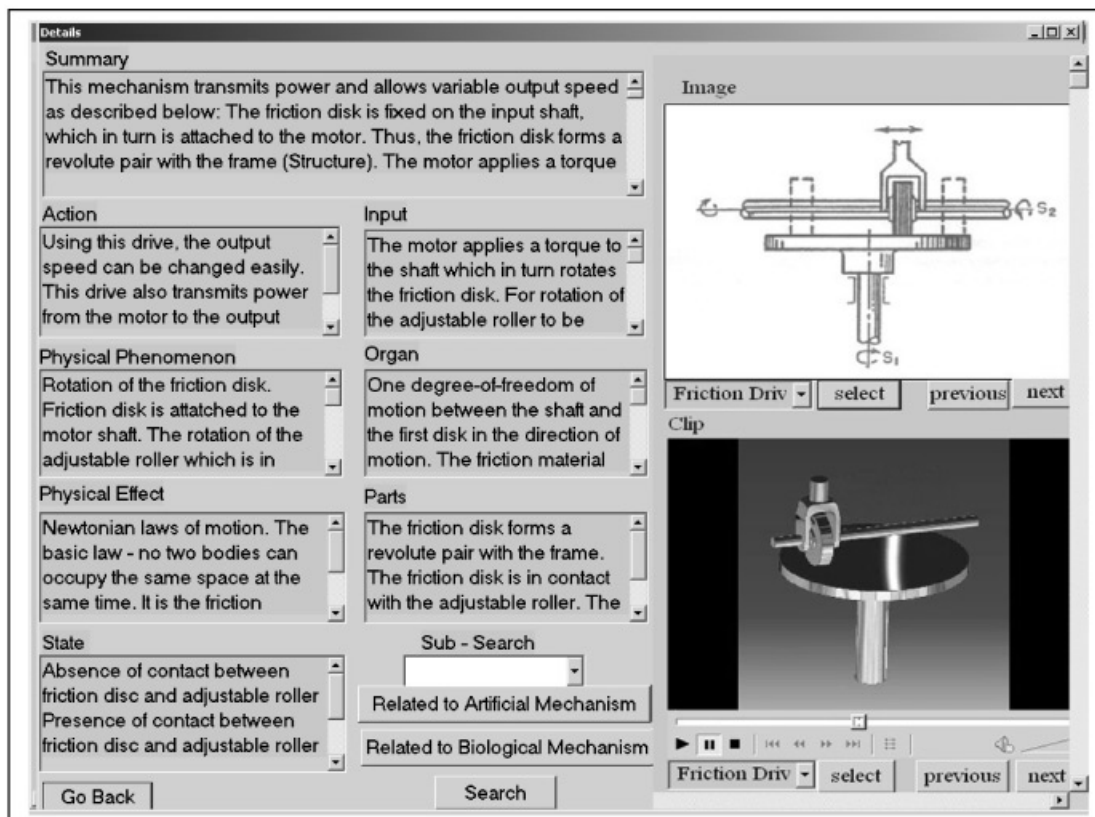 Details
Summary
This mechanism transmits power and allows variable output speed
as described below: The friction disk is fixed on the input shaft,
which in turn is attached to the motor. Thus, the friction disk forms a
revolute pair with the frame (Structure). The motor applies a torque
Action
Using this drive, the output
speed can be changed easily.
This drive also transmits power
from the motor to the output
Input
The motor applies a torque to
the shaft which in turn rotates
the friction disk. For rotation of
the adjustable roller to be
Physical Phenomenon
Rotation of the friction disk.
Friction disk is attatched to the
motor shaft. The rotation of the
adjustable roller which is in
Organ
One degree-of-freedom of
motion between the shaft and
the first disk in the direction of
motion. The friction material
Physical Effect
Newtonian laws of motion. The
basic law - no two bodies can
occupy the same space at the
same time. It is the friction
Parts
The friction disk forms a
revolute pair with the frame.
The friction disk is in contact
with the adjustable roller. The
State
Absence of contact between
friction disc and adjustable roller
Presence of contact between
friction disc and adjustable roller
Sub - Search
Related to Artificial Mechanism
Related to Biological Mechanism
Go Back
Search
Image
S2
S1
Friction Driv select previous next
Clip
Friction Driv select previous next